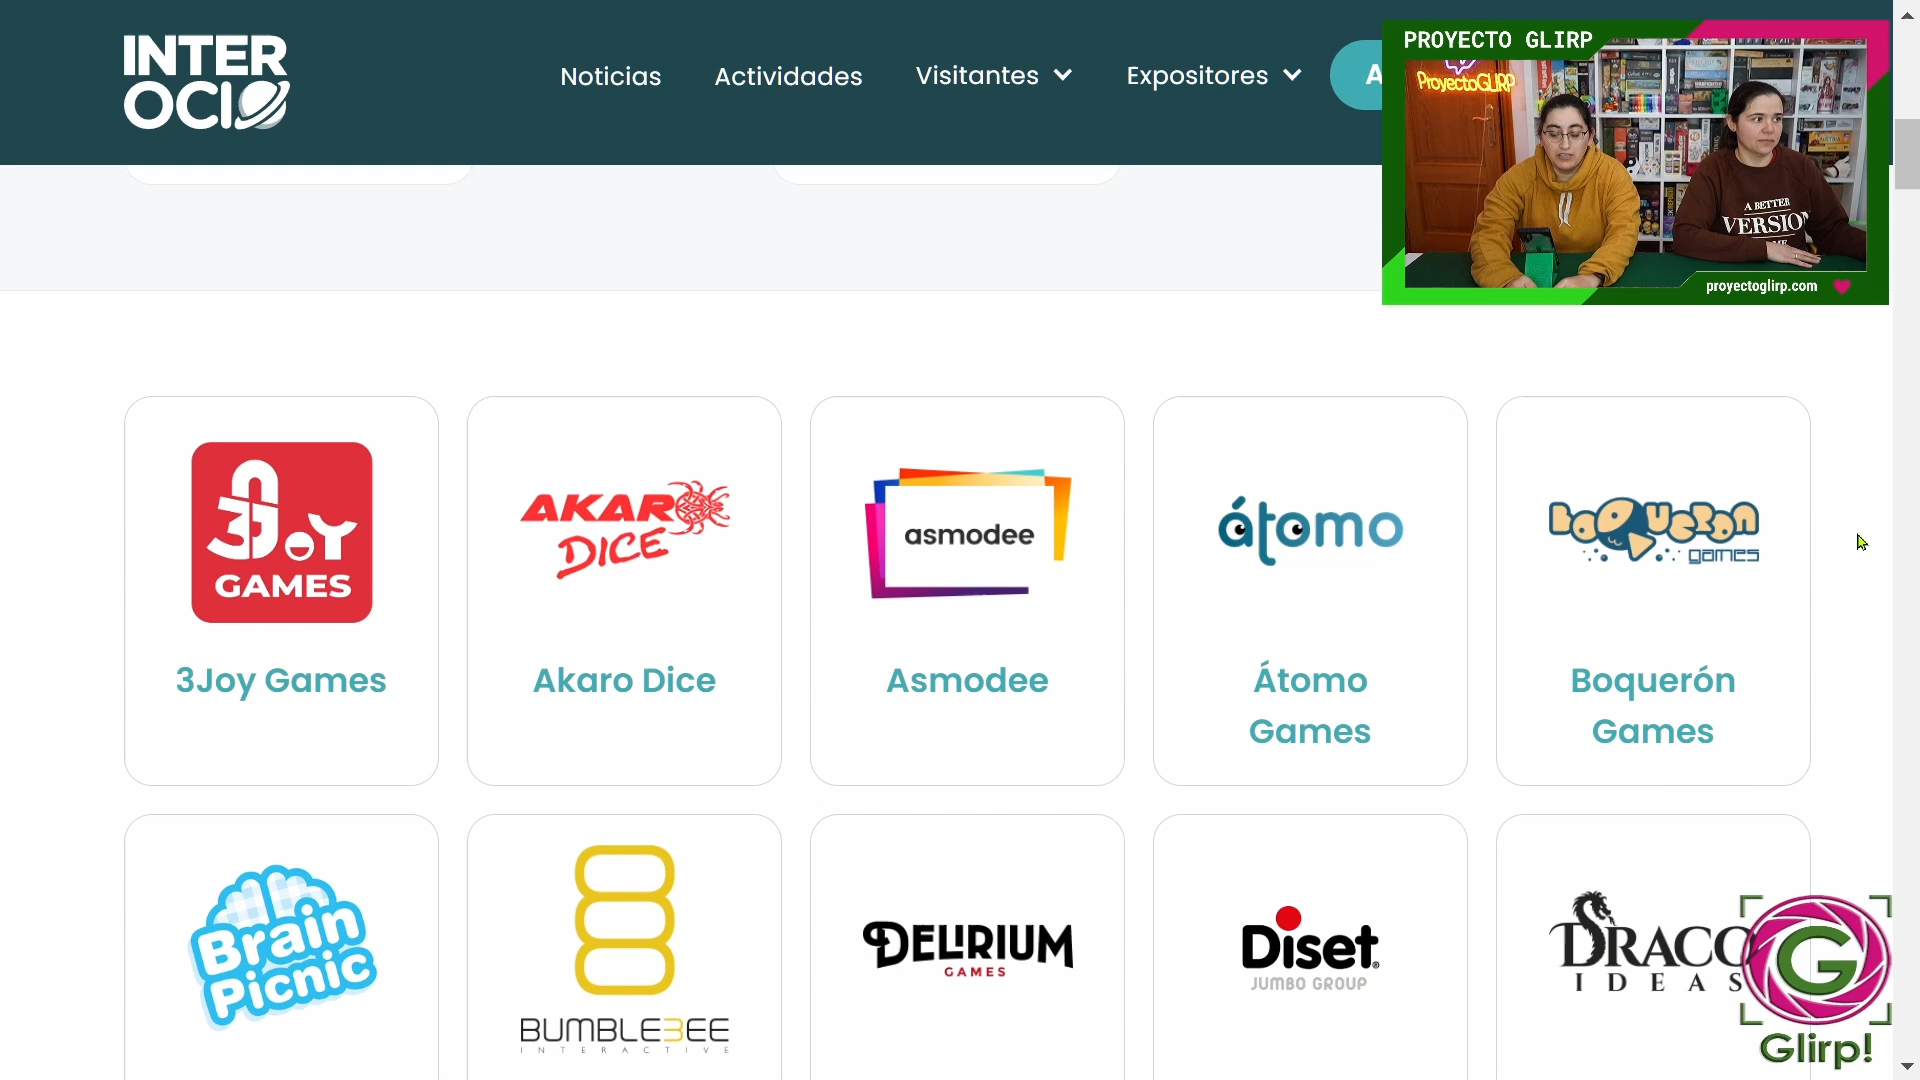 INTER
OCIO
Noticias
Actividades
Visitantes
Expositores
A
PROYECTO GLIRP
ProyectoGLIRP
A BETTER
VERSION
ME
proyectoglirp.com
3JOY
GAMES
AKARO
DICE
asmodee
átomo
BOQUERON
games
3Joy Games
Akaro Dice
Asmodee
Átomo
Games
Boquerón
Games
Brain
Picnic
BUMBLEBEE
INTERACTIVE
DELIRIUM
GAMES
Diset
JUMBO GROUP
DRACO
IDEAS
G
Glirp!